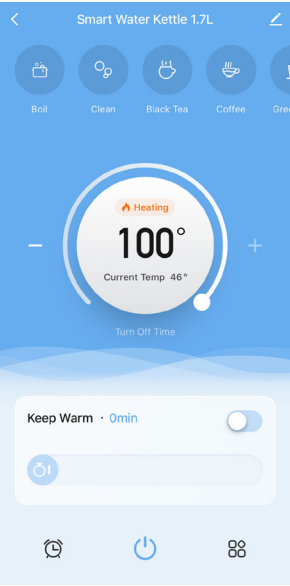 Smart Water Kettle 1.7L
Boil Clean Black Tea Coffee Gre
Heating
100°
Current Temp 46°
Turn Off Time
Keep Warm · 0min